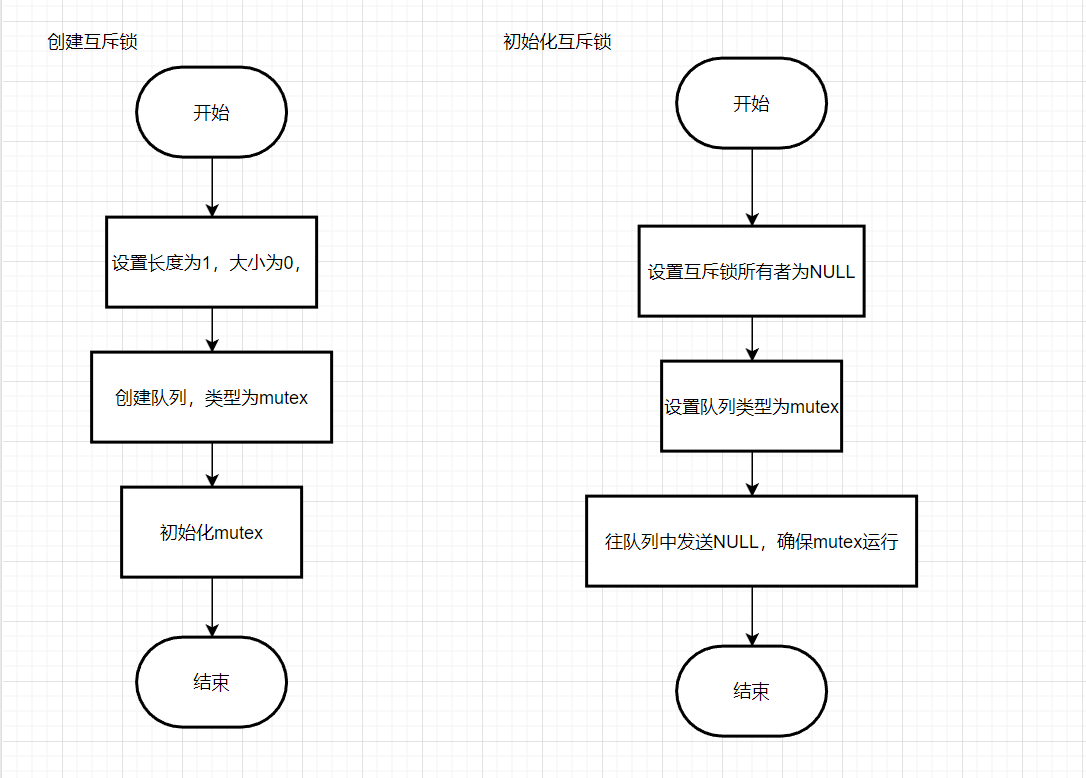 创建互斥锁
开始
设置长度为1，大小为0，
创建队列，类型为mutex
初始化mutex
结束
初始化互斥锁
开始
设置互斥锁所有者为NULL
设置队列类型为mutex
往队列中发送NULL，确保mutex运行
结束